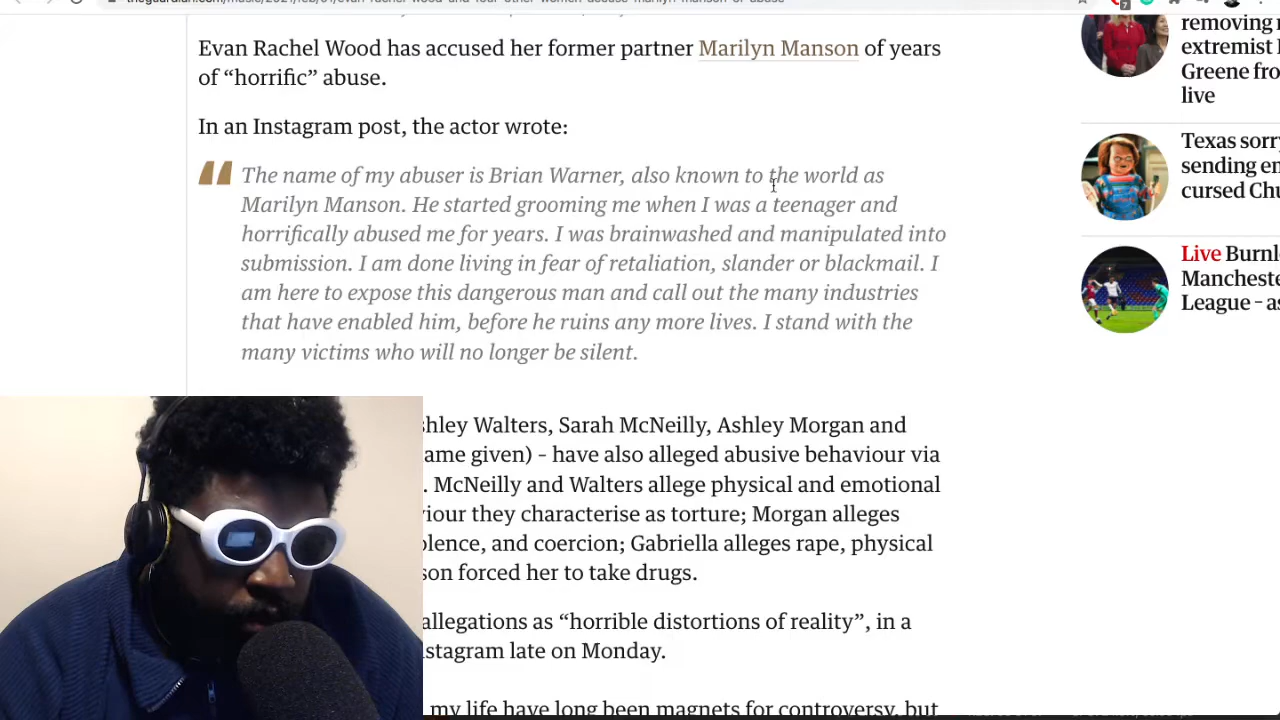 Evan Rachel Wood has accused her former partner Marilyn Manson of years
of “horrific” abuse.
In an Instagram post, the actor wrote:
The name of my abuser is Brian Warner, also known to the world as
Marilyn Manson. He started grooming me when I was a teenager and
horrifically abused me for years. I was brainwashed and manipulated into
submission. I am done living in fear of retaliation, slander or blackmail. I
am here to expose this dangerous man and call out the many industries
that have enabled him, before he ruins any more lives. I stand with the
many victims who will no longer be silent.
shley Walters, Sarah McNeilly, Ashley Morgan and
ame given) – have also alleged abusive behaviour via
. McNeilly and Walters allege physical and emotional
viour they characterise as torture; Morgan alleges
olence, and coercion; Gabriella alleges rape, physical
son forced her to take drugs.
allegations as “horrible distortions of reality”, in a
stagram late on Monday.
my life have long been magnets for controversy, but
removing
extremist
Greene fro
live
Texas sorry
sending en
cursed Chu
Live Burnl
Manchester
League – as
7